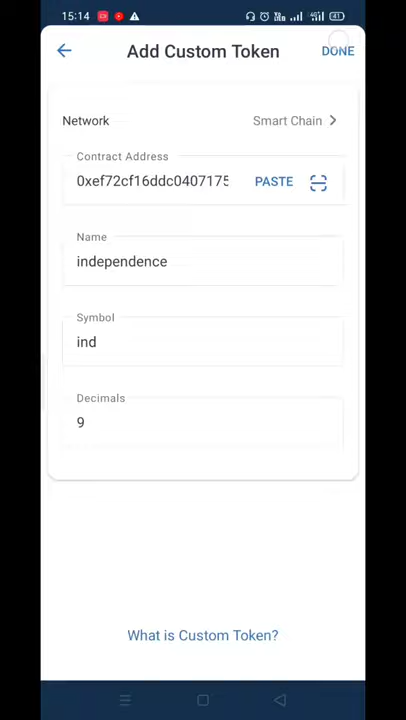 15:14
Add Custom Token
DONE
Network
Smart Chain
Contract Address
0xef72cf16ddc0407175
PASTE
Name
independence
Symbol
ind
Decimals
9
What is Custom Token?